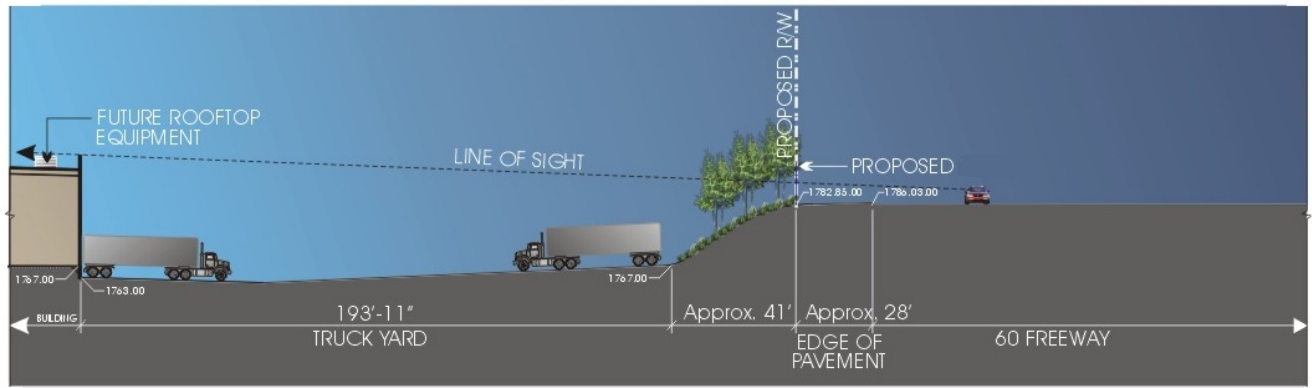 PROPOSED R/W
FUTURE ROOFTOP
EQUIPMENT
LINE OF SIGHT
PROPOSED
1782.85.00
1786.03.00
1767.00
1763.00
1767.00
BUILDING
193'-11"
Approx. 41'
Approx. 28'
TRUCK YARD
EDGE OF
PAVEMENT
60 FREEWAY